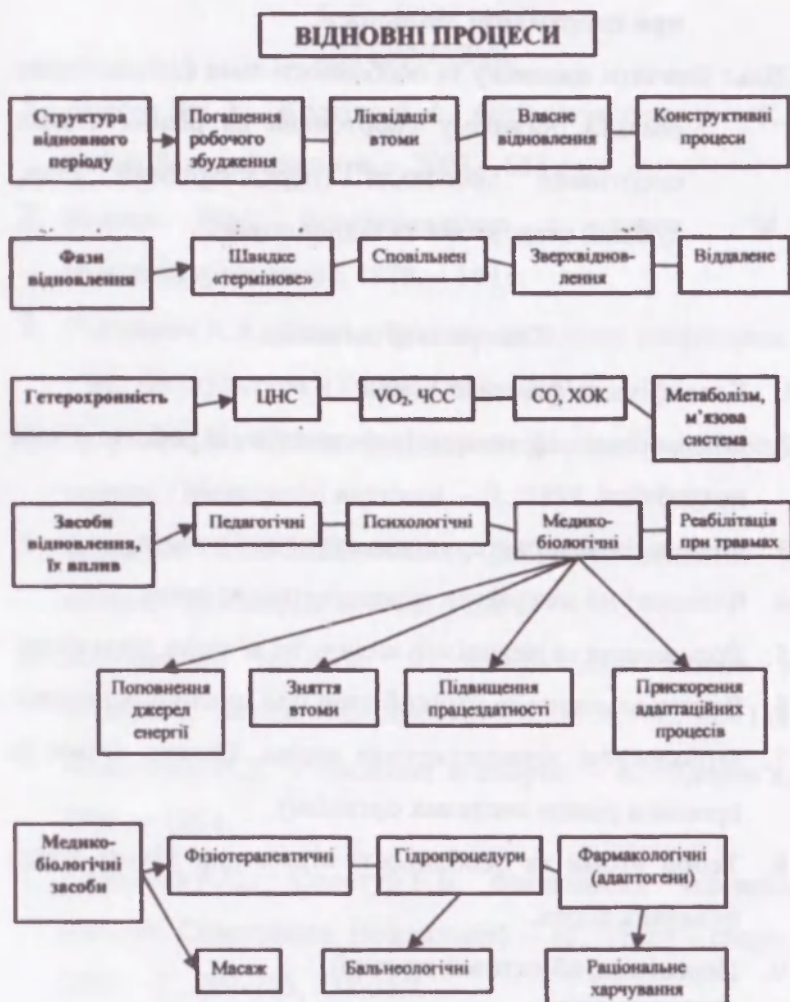 ВІДНОВНІ ПРОЦЕСИ
Структура
відновного
періоду
Погашення
робочого
збудження
Ліквідація
втоми
Власне
відновлення
Конструктивні
процеси
Фази
відновлення
Швидке
«термінове»
Сповільнен
Зверхвіднов-
лення
Віддалене
Гетерохронність
ЦНС
VO₂, ЧСС
СО, ХОК
Метаболізм,
м’язова
система
Засоби
відновлення,
їх вплив
Педагогічні
Психологічні
Медико-
біологічні
Реабілітація
при травмах
Поповнення
джерел
енергії
Зняття
втоми
Підвищення
працездатності
Прискорення
адаптаційних
процесів
Медико-
біологічні
засоби
Фізіотерапевтичні
Гідропроцедури
Фармакологічні
(адаптогени)
Масаж
Бальнеологічні
Раціональне
харчування